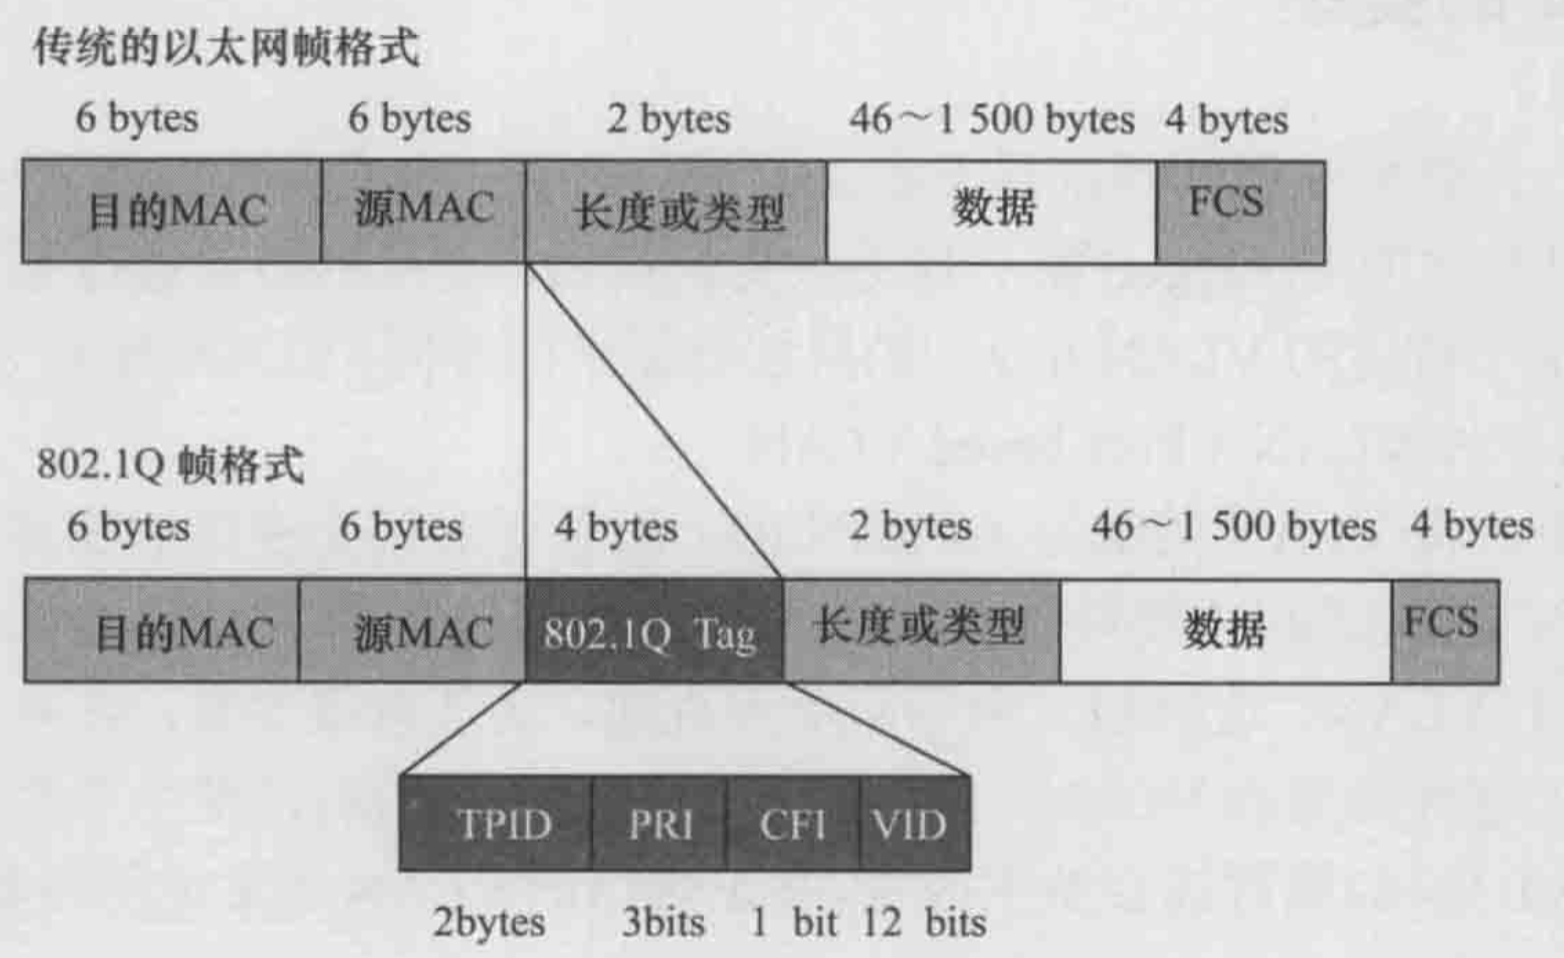 传统的以太网帧格式
6 bytes 6 bytes 2 bytes 46～1 500 bytes 4 bytes
目的MAC 源MAC 长度或类型 数据 FCS
802.1Q 帧格式
6 bytes 6 bytes 4 bytes 2 bytes 46～1 500 bytes 4 bytes
目的MAC 源MAC 802.1Q Tag 长度或类型 数据 FCS
TPID PRI CFI VID
2bytes 3bits 1 bit 12 bits